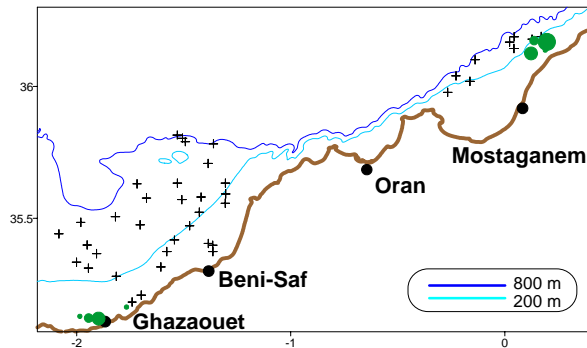 36
Mostaganem
Oran
35.5
Beni-Saf
800 m
200 m
Ghazaouet
-2
-1
0